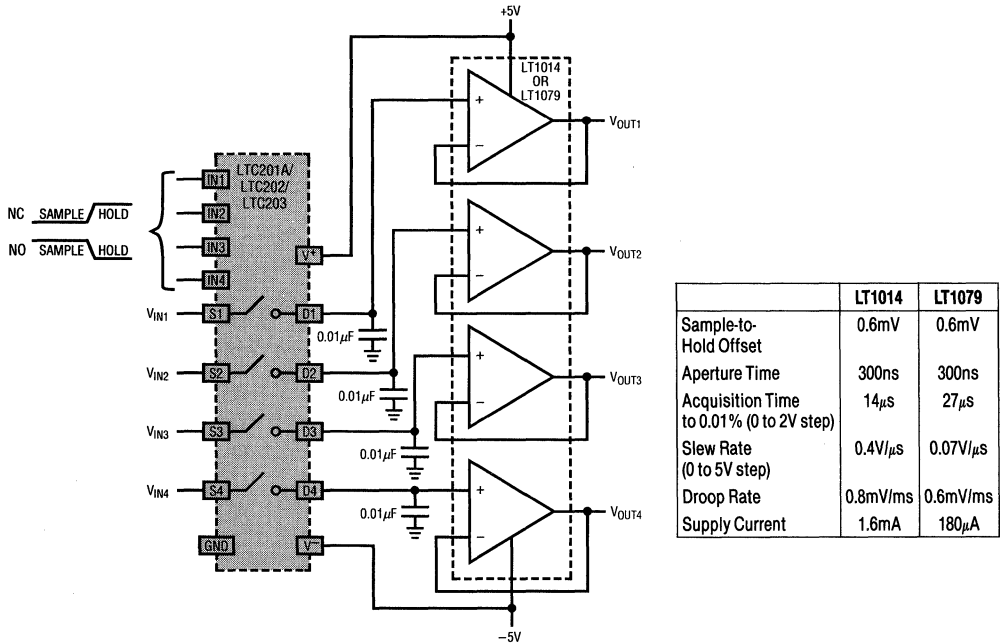 +5V
LT1014
OR
LT1079
+
−
VOUT1
LTC201A/
LTC202/
LTC203
IN1
IN2
IN3
IN4
NC SAMPLE HOLD
NO SAMPLE HOLD
V+
+
−
VOUT2
VIN1
S1
D1
0.01µF
VIN2
S2
D2
0.01µF
+
−
VOUT3
VIN3
S3
D3
0.01µF
VIN4
S4
D4
0.01µF
+
−
VOUT4
GND
V−
−5V
LT1014 LT1079
Sample-to-
Hold Offset 0.6mV 0.6mV
Aperture Time 300ns 300ns
Acquisition Time
to 0.01% (0 to 2V step) 14µs 27µs
Slew Rate
(0 to 5V step) 0.4V/µs 0.07V/µs
Droop Rate 0.8mV/ms 0.6mV/ms
Supply Current 1.6mA 180µA